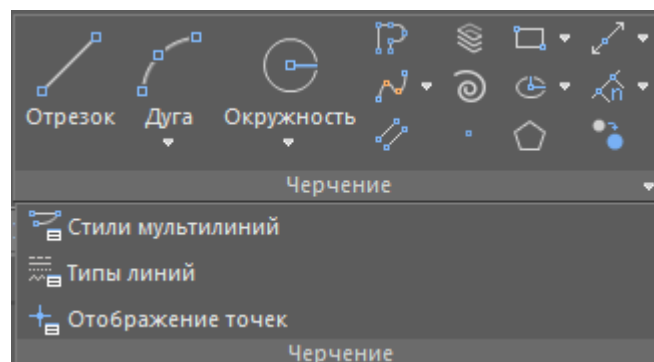 Отрезок Дуга Окружность
n
Черчение
Стили мультилиний
Типы линий
Отображение точек
Черчение